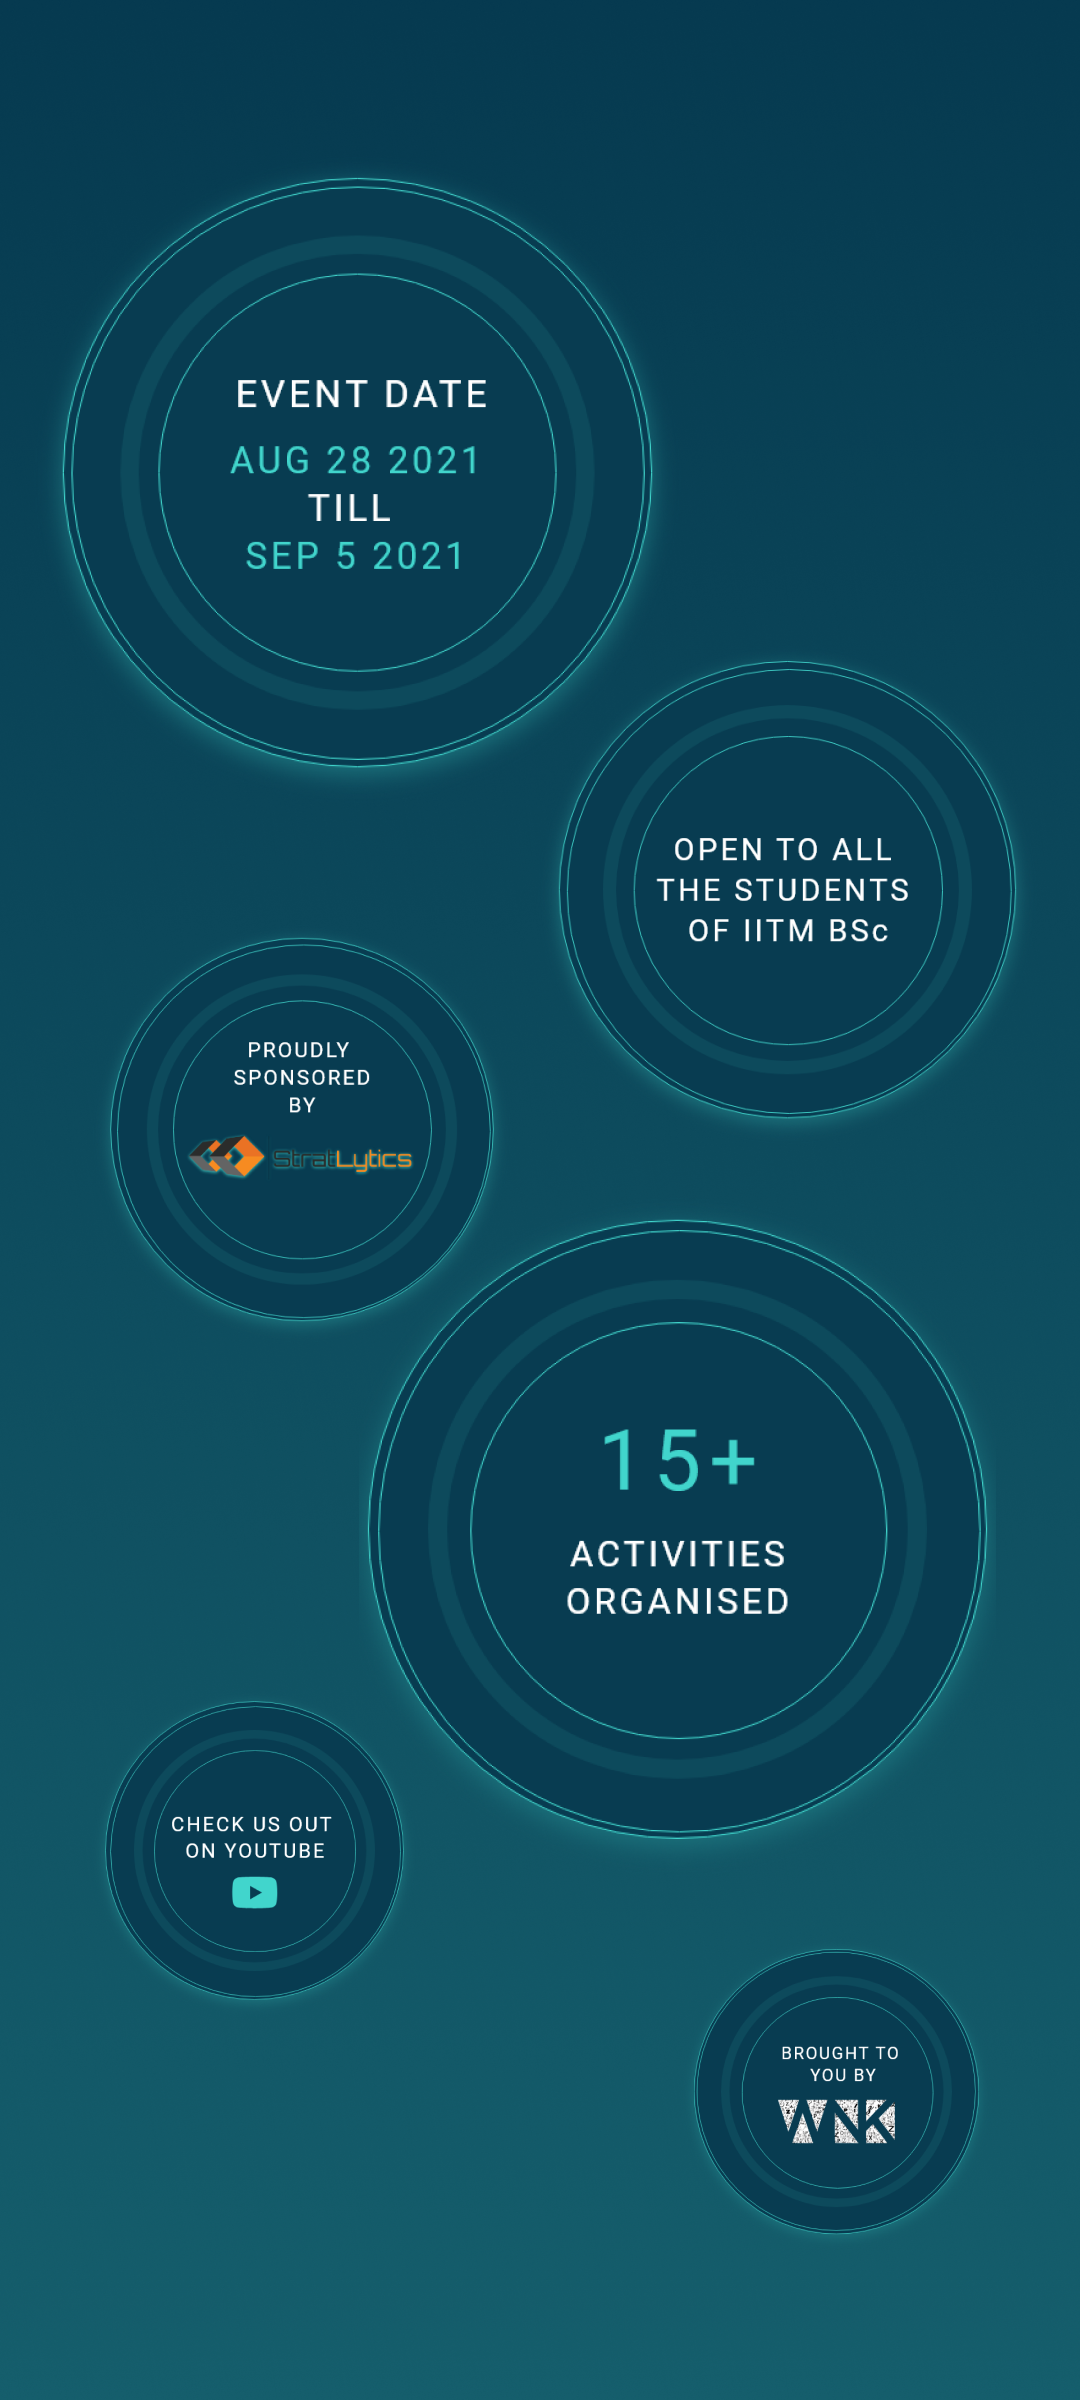 EVENT DATE
AUG 28 2021
TILL
SEP 5 2021
OPEN TO ALL
THE STUDENTS
OF IITM BSc
PROUDLY
SPONSORED
BY
StratLytics
15+
ACTIVITIES
ORGANISED
CHECK US OUT
ON YOUTUBE
BROUGHT TO
YOU BY
WNK